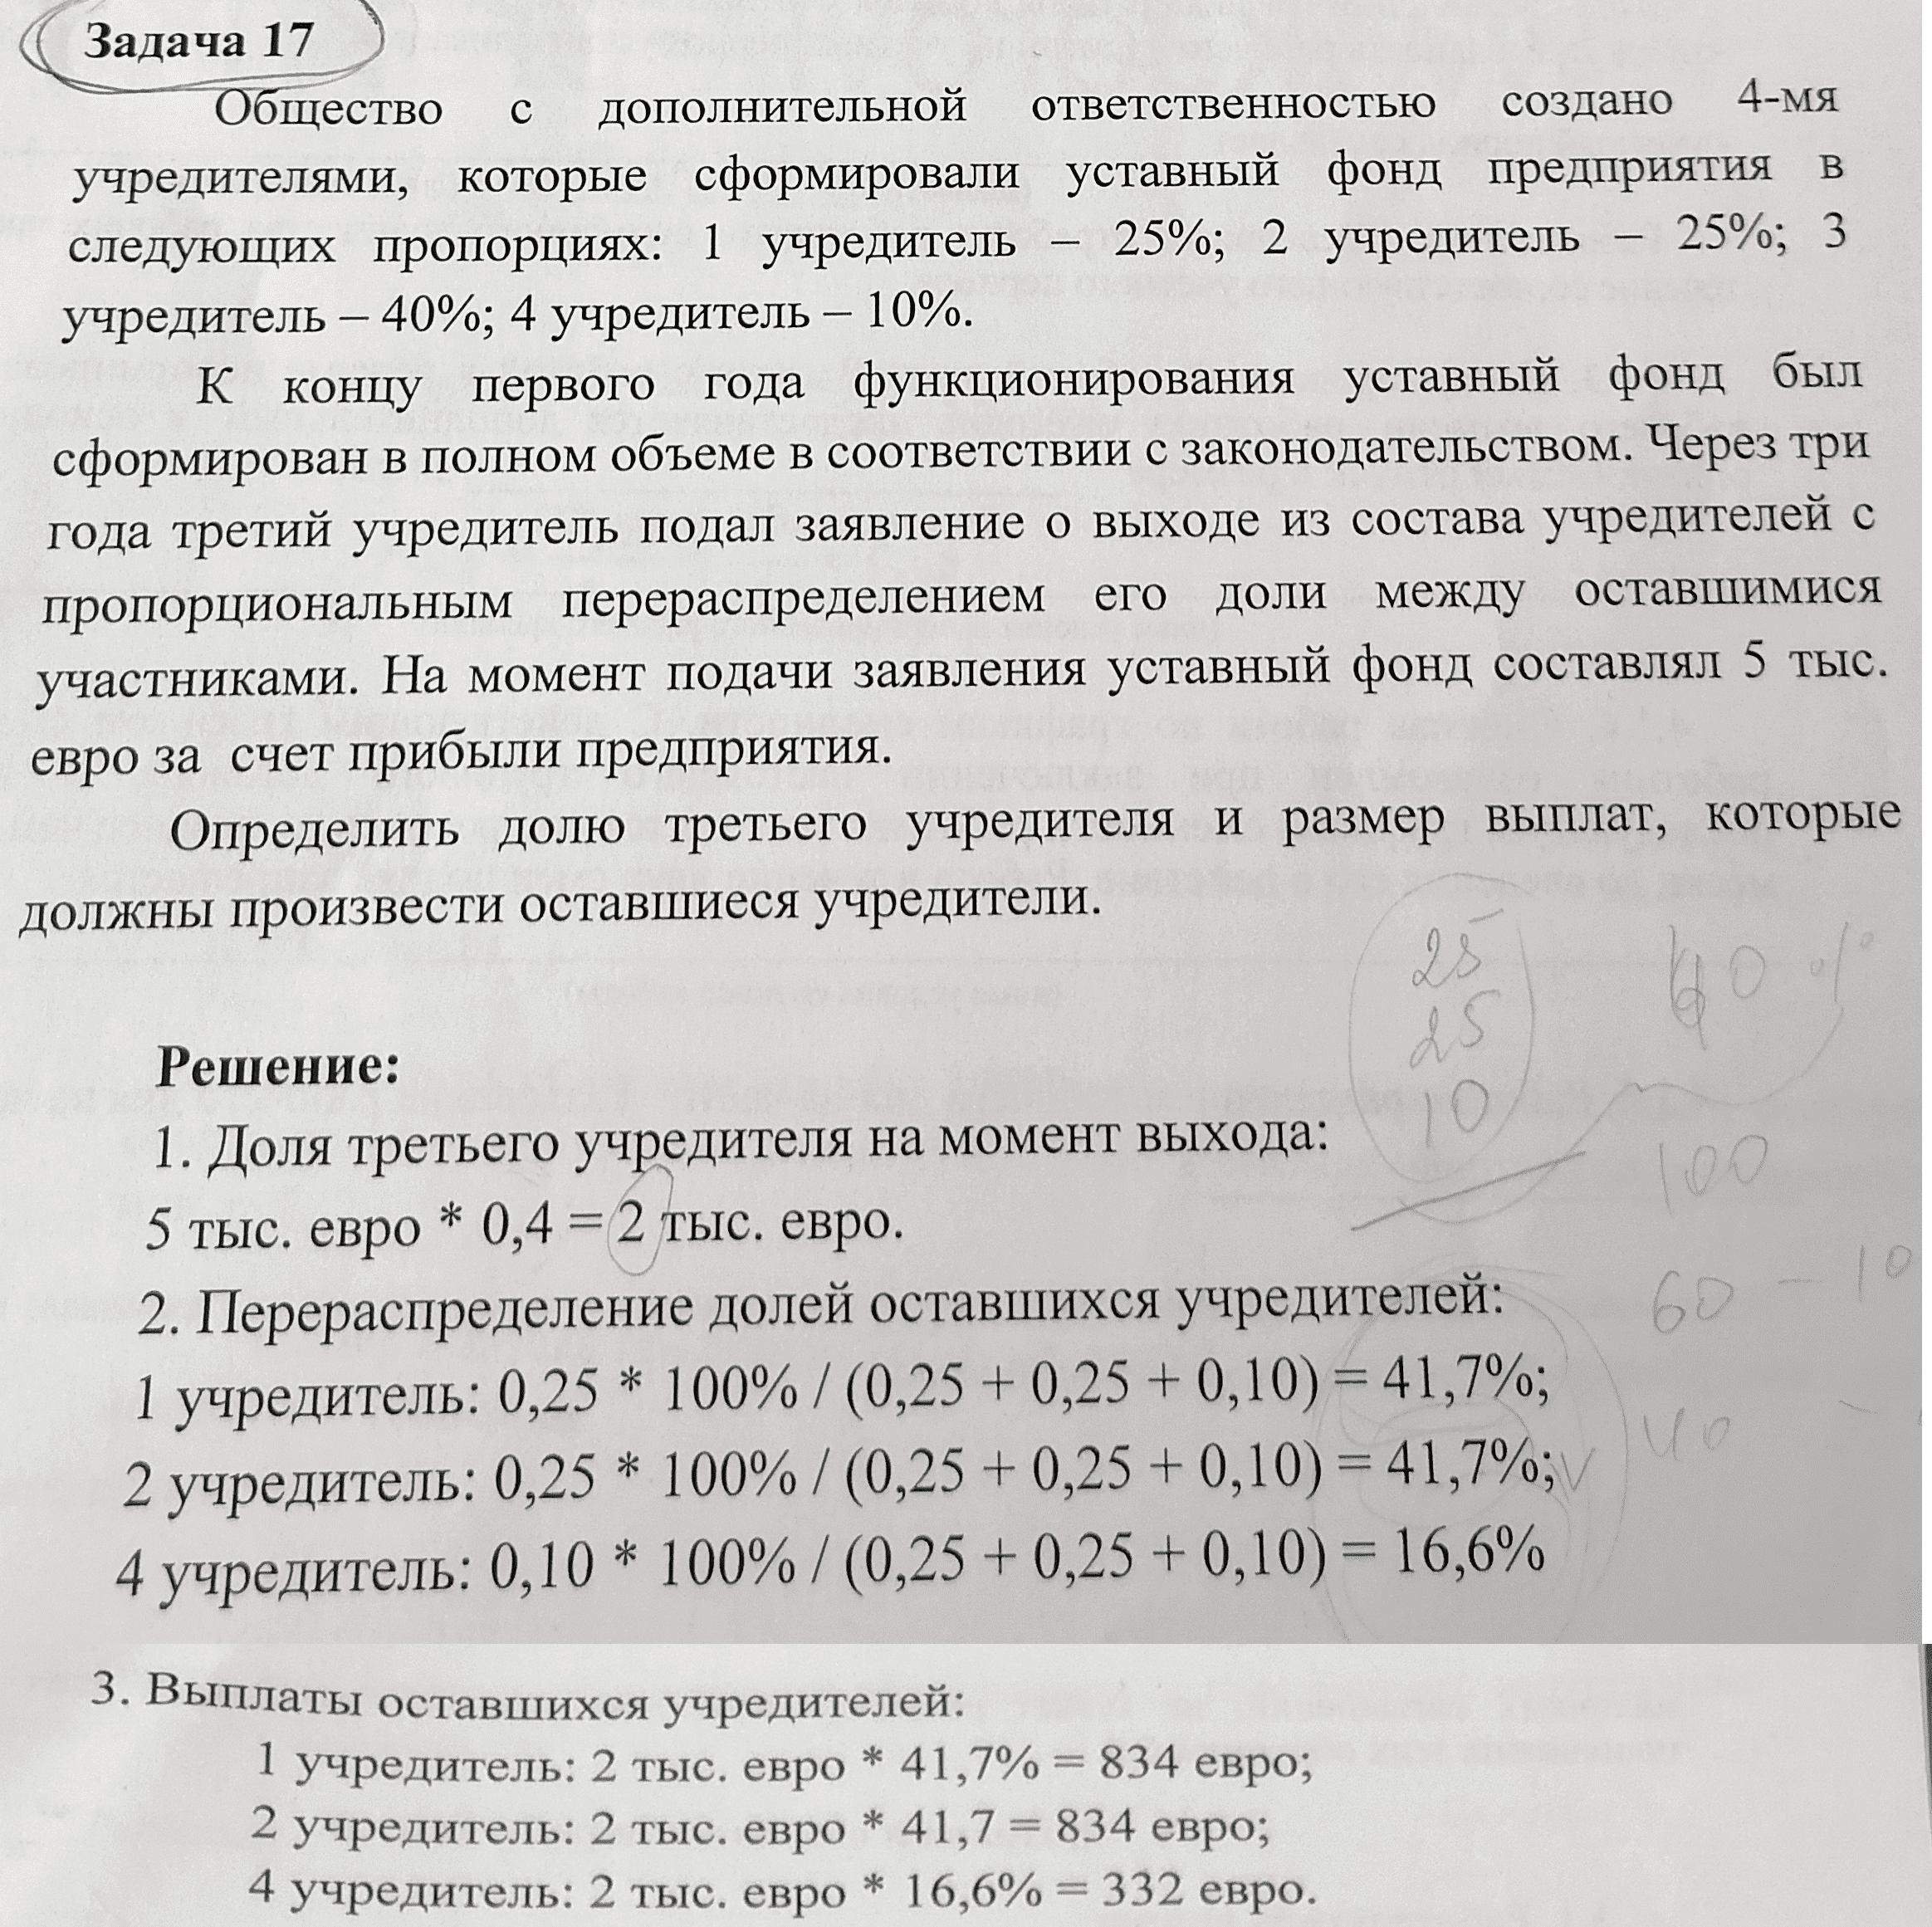 Задача 17
Общество с дополнительной ответственностью создано 4-мя
учредителями, которые сформировали уставный фонд предприятия в
следующих пропорциях: 1 учредитель – 25%; 2 учредитель – 25%; 3
учредитель – 40%; 4 учредитель – 10%.
К концу первого года функционирования уставный фонд был
сформирован в полном объеме в соответствии с законодательством. Через три
года третий учредитель подал заявление о выходе из состава учредителей с
пропорциональным перераспределением его доли между оставшимися
участниками. На момент подачи заявления уставный фонд составлял 5 тыс.
евро за счет прибыли предприятия.
Определить долю третьего учредителя и размер выплат, которые
должны произвести оставшиеся учредители.
25
25
10
40 %
100
60 – 10
40 –
Решение:
1. Доля третьего учредителя на момент выхода:
5 тыс. евро * 0,4 = 2 тыс. евро.
2. Перераспределение долей оставшихся учредителей:
1 учредитель: 0,25 * 100% / (0,25 + 0,25 + 0,10) = 41,7%;
2 учредитель: 0,25 * 100% / (0,25 + 0,25 + 0,10) = 41,7%;
4 учредитель: 0,10 * 100% / (0,25 + 0,25 + 0,10) = 16,6%
3. Выплаты оставшихся учредителей:
1 учредитель: 2 тыс. евро * 41,7% = 834 евро;
2 учредитель: 2 тыс. евро * 41,7 = 834 евро;
4 учредитель: 2 тыс. евро * 16,6% = 332 евро.